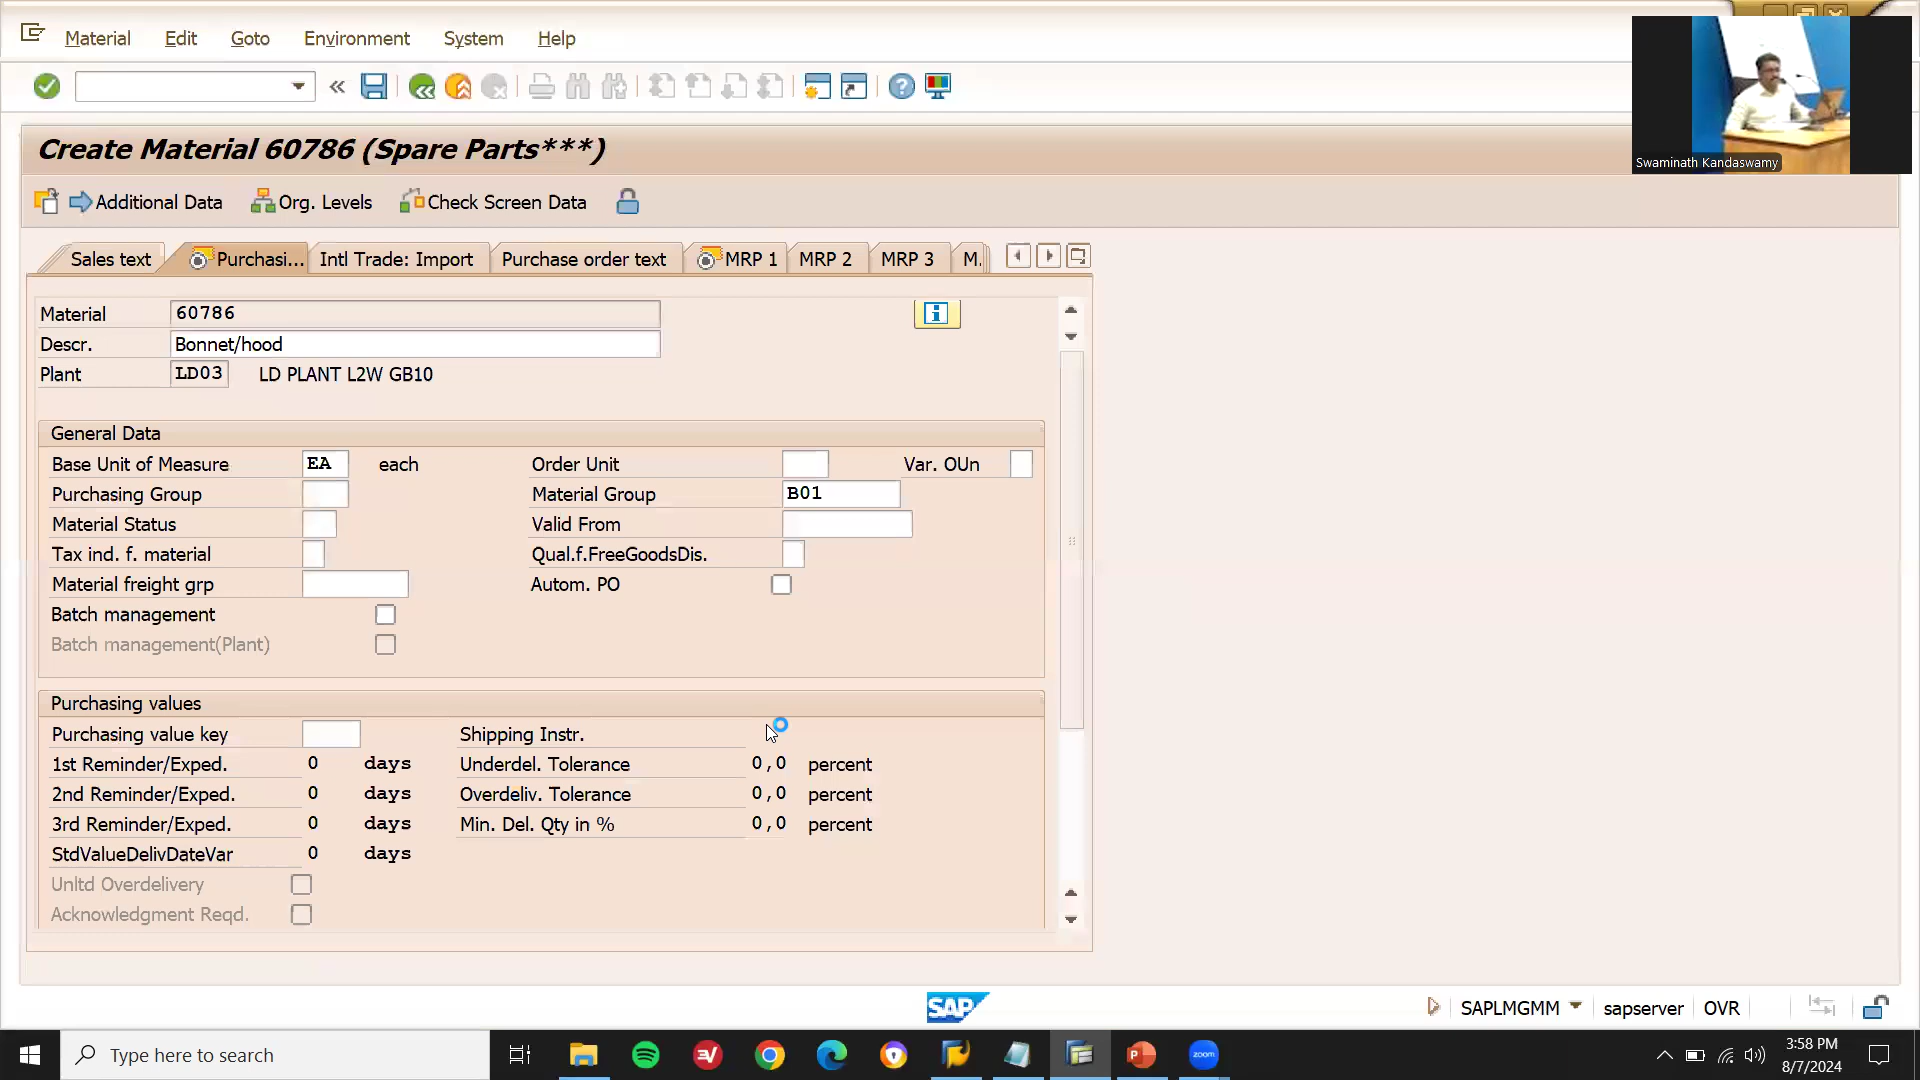 Material Edit Goto Environment System Help
Create Material 60786 (Spare Parts***)
Additional Data Org. Levels Check Screen Data
Sales text Purchasi... Intl Trade: Import Purchase order text MRP 1 MRP 2 MRP 3 M.
Material 60786
Descr. Bonnet/hood
Plant LD03 LD PLANT L2W GB10
General Data
Base Unit of Measure EA each Order Unit Var. OUn
Purchasing Group Material Group B01
Material Status Valid From
Tax ind. f. material Qual.f.FreeGoodsDis.
Material freight grp Autom. PO
Batch management
Batch management(Plant)
Purchasing values
Purchasing value key Shipping Instr.
1st Reminder/Exped. 0 days Underdel. Tolerance 0,0 percent
2nd Reminder/Exped. 0 days Overdeliv. Tolerance 0,0 percent
3rd Reminder/Exped. 0 days Min. Del. Qty in % 0,0 percent
StdValueDelivDateVar 0 days
Unltd Overdelivery
Acknowledgment Reqd.
Swaminath Kandaswamy
SAP SAPLMGMM sapserver OVR
Type here to search
zoom
3:58 PM
8/7/2024